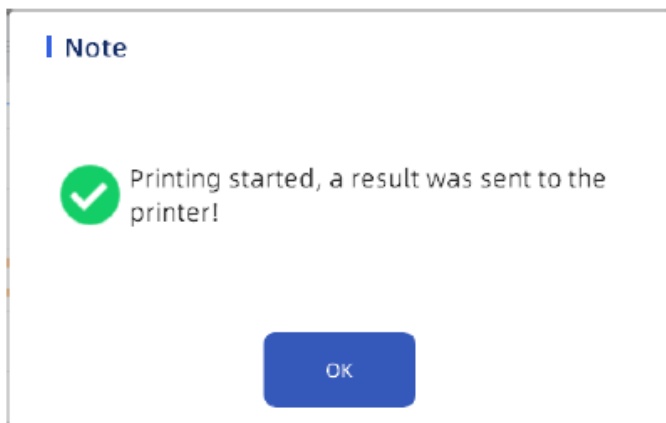 Note
Printing started, a result was sent to the
printer!
OK